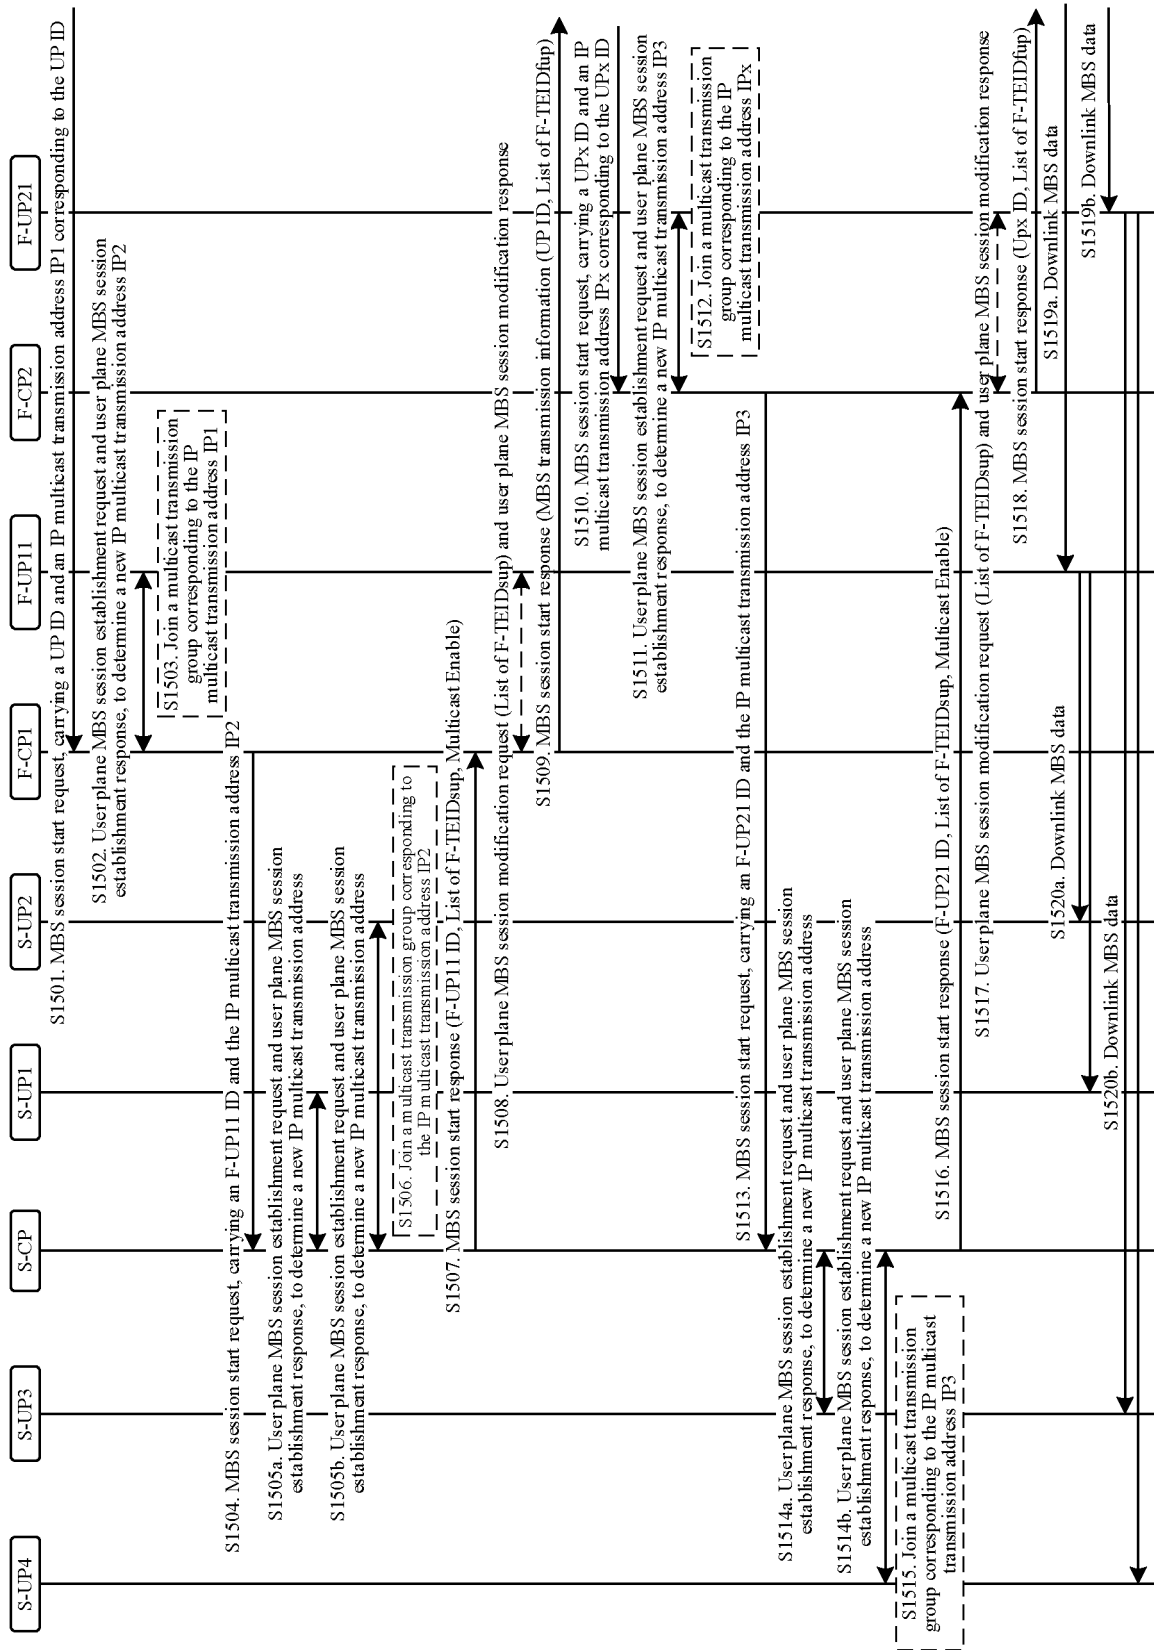 S-UP4
S-UP3
S-CP
S-UP1
S-UP2
F-CP1
F-UP11
F-CP2
F-UP21
S1501. MBS session start request, carrying a UP ID and an IP multicast transmission address IP1 corresponding to the UP ID
S1502. User plane MBS session establishment request and user plane MBS session
establishment response, to determine a new IP multicast transmission address IP2
S1503. Join a multicast transmission
group corresponding to the IP
multicast transmission address IP1
S1504. MBS session start request, carrying an F-UP11 ID and the IP multicast transmission address IP2
S1505a. User plane MBS session establishment request and user plane MBS session
establishment response, to determine a new IP multicast transmission address
S1505b. User plane MBS session establishment request and user plane MBS session
establishment response, to determine a new IP multicast transmission address
S1506. Join a multicast transmission group corresponding to
the IP multicast transmission address IP2
S1507. MBS session start response (F-UP11 ID, List of F-TEIDsup, Multicast Enable)
S1508. User plane MBS session modification request (List of F-TEIDsup) and user plane MBS session modification response
S1509. MBS session start response (MBS transmission information (UP ID, List of F-TEIDfup)
S1510. MBS session start request, carrying a UPx ID and an IP
multicast transmission address IPx corresponding to the UPx ID
S1511. User plane MBS session establishment request and user plane MBS session
establishment response, to determine a new IP multicast transmission address IP3
S1512. Join a multicast transmission
group corresponding to the IP
multicast transmission address IPx
S1513. MBS session start request, carrying an F-UP21 ID and the IP multicast transmission address IP3
S1514a. User plane MBS session establishment request and user plane MBS session
establishment response, to determine a new IP multicast transmission address
S1514b. User plane MBS session establishment request and user plane MBS session
establishment response, to determine a new IP multicast transmission address
S1515. Join a multicast transmission
group corresponding to the IP multicast
transmission address IP3
S1516. MBS session start response (F-UP21 ID, List of F-TEIDsup, Multicast Enable)
S1517. User plane MBS session modification request (List of F-TEIDsup) and user plane MBS session modification response
S1518. MBS session start response (Upx ID, List of F-TEIDfup)
S1519a. Downlink MBS data
S1519b. Downlink MBS data
S1520a. Downlink MBS data
S1520b. Downlink MBS data